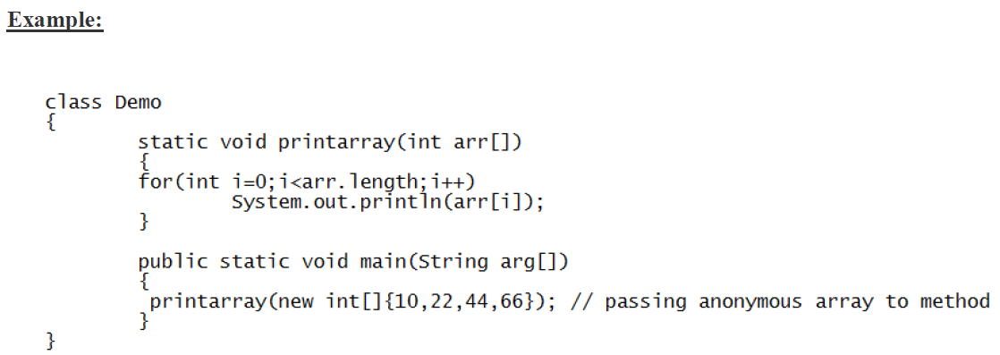 Example:
class Demo
{
static void printarray(int arr[])
{
for(int i=0;i<arr.length;i++)
System.out.println(arr[i]);
}
public static void main(String arg[])
{
printarray(new int[]{10,22,44,66}); // passing anonymous array to method
}
}